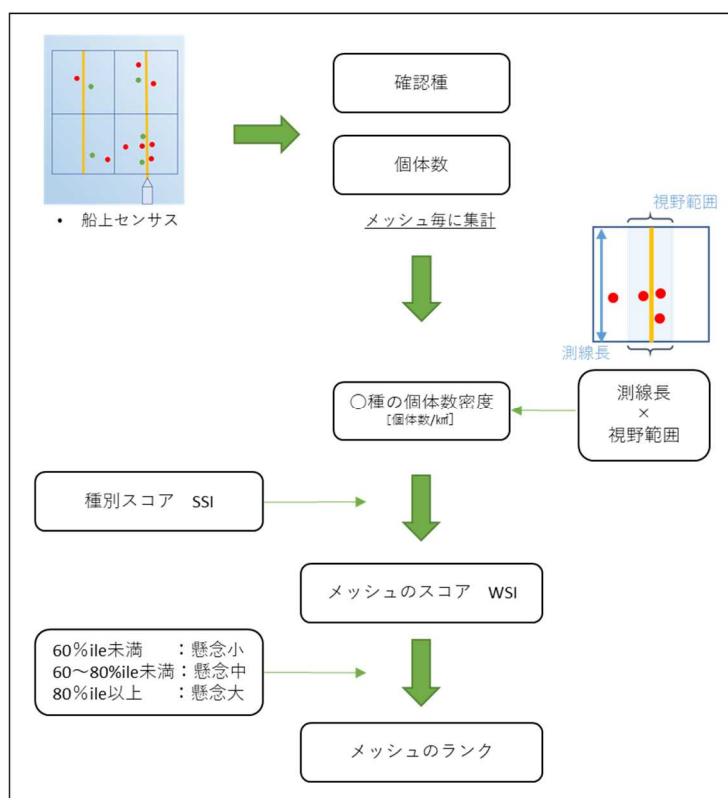 確認種
個体数
• 船上センサス
メッシュ毎に集計
視野範囲
測線長
〇種の個体数密度
[個体数/㎢]
測線長
×
視野範囲
種別スコア SSI
メッシュのスコア WSI
60%ile未満 ：懸念小
60～80%ile未満：懸念中
80%ile以上 ：懸念大
メッシュのランク